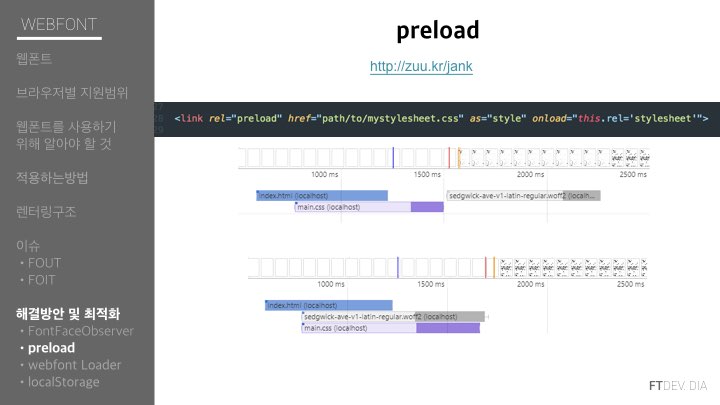 WEBFONT
웹폰트
브라우저별 지원범위
웹폰트를 사용하기
위해 알아야 할 것
적용하는방법
렌터링구조
이슈
• FOUT
• FOIT
해결방안 및 최적화
• FontFaceObserver
• preload
• webfont Loader
• localStorage
preload
http://zuu.kr/jank
27
28 <link rel="preload" href="path/to/mystylesheet.css" as="style" onload="this.rel='stylesheet'">
29
1000 ms 1500 ms 2000 ms 2500 ms
index.html (localhost)
sedgwick-ave-v1-latin-regular.woff2 (localh...
main.css (localhost)
1000 ms 1500 ms 2000 ms 2500 ms
index.html (localhost)
sedgwick-ave-v1-latin-regular.woff2 (localhost)
main.css (localhost)
FTDEV. DIA